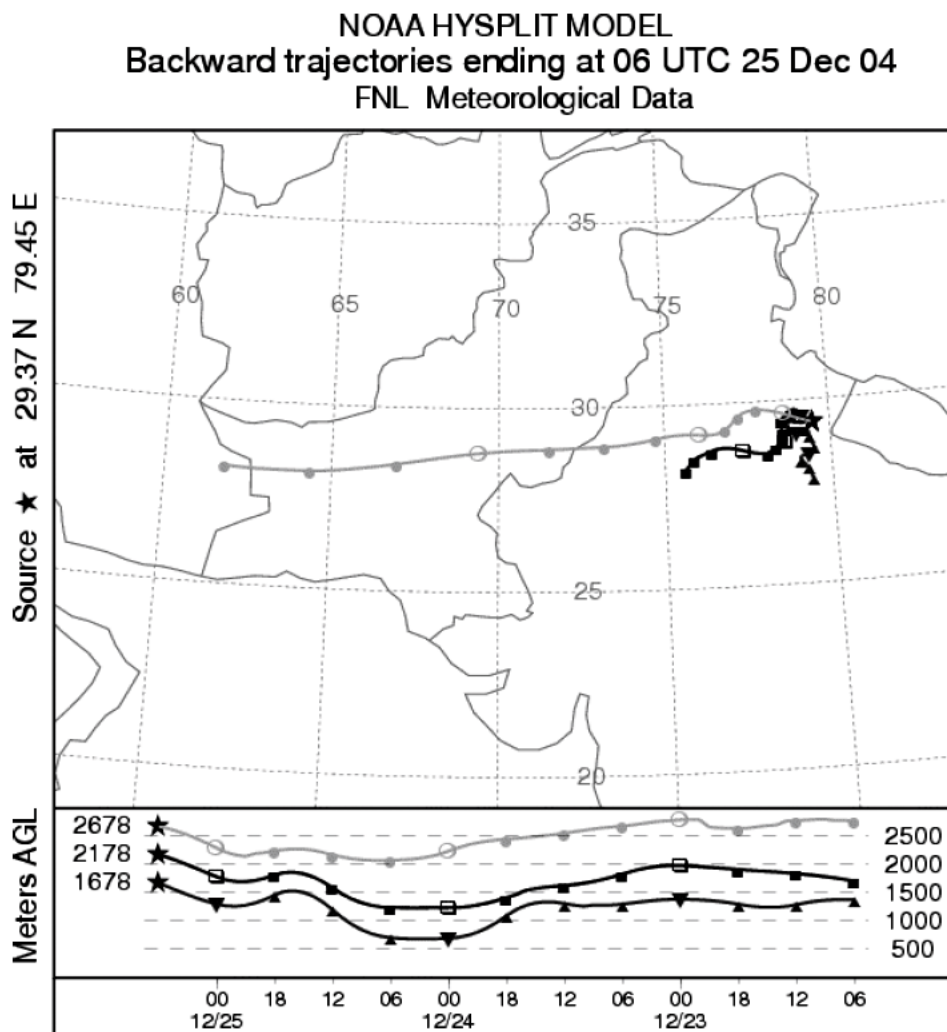 NOAA HYSPLIT MODEL
Backward trajectories ending at 06 UTC 25 Dec 04
FNL Meteorological Data
Source ★ at 29.37 N 79.45 E
35
60
65
70
75
80
30
25
20
Meters AGL
2678
2178
1678
2500
2000
1500
1000
500
00 18 12 06 00 18 12 06 00 18 12 06
12/25 12/24 12/23